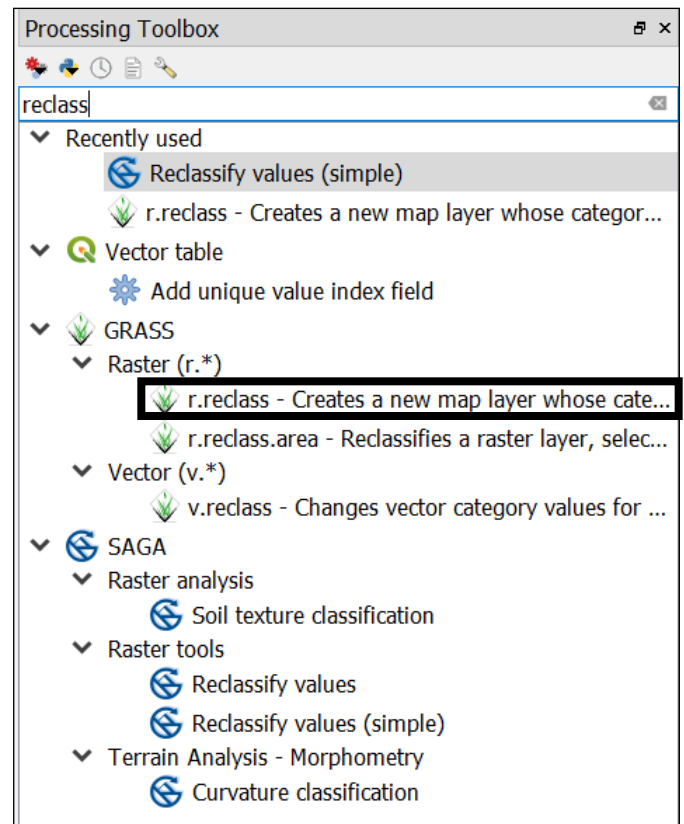 Processing Toolbox
reclass
Recently used
Reclassify values (simple)
r.reclass - Creates a new map layer whose categor...
Vector table
Add unique value index field
GRASS
Raster (r.*)
r.reclass - Creates a new map layer whose cate...
r.reclass.area - Reclassifies a raster layer, selec...
Vector (v.*)
v.reclass - Changes vector category values for ...
SAGA
Raster analysis
Soil texture classification
Raster tools
Reclassify values
Reclassify values (simple)
Terrain Analysis - Morphometry
Curvature classification